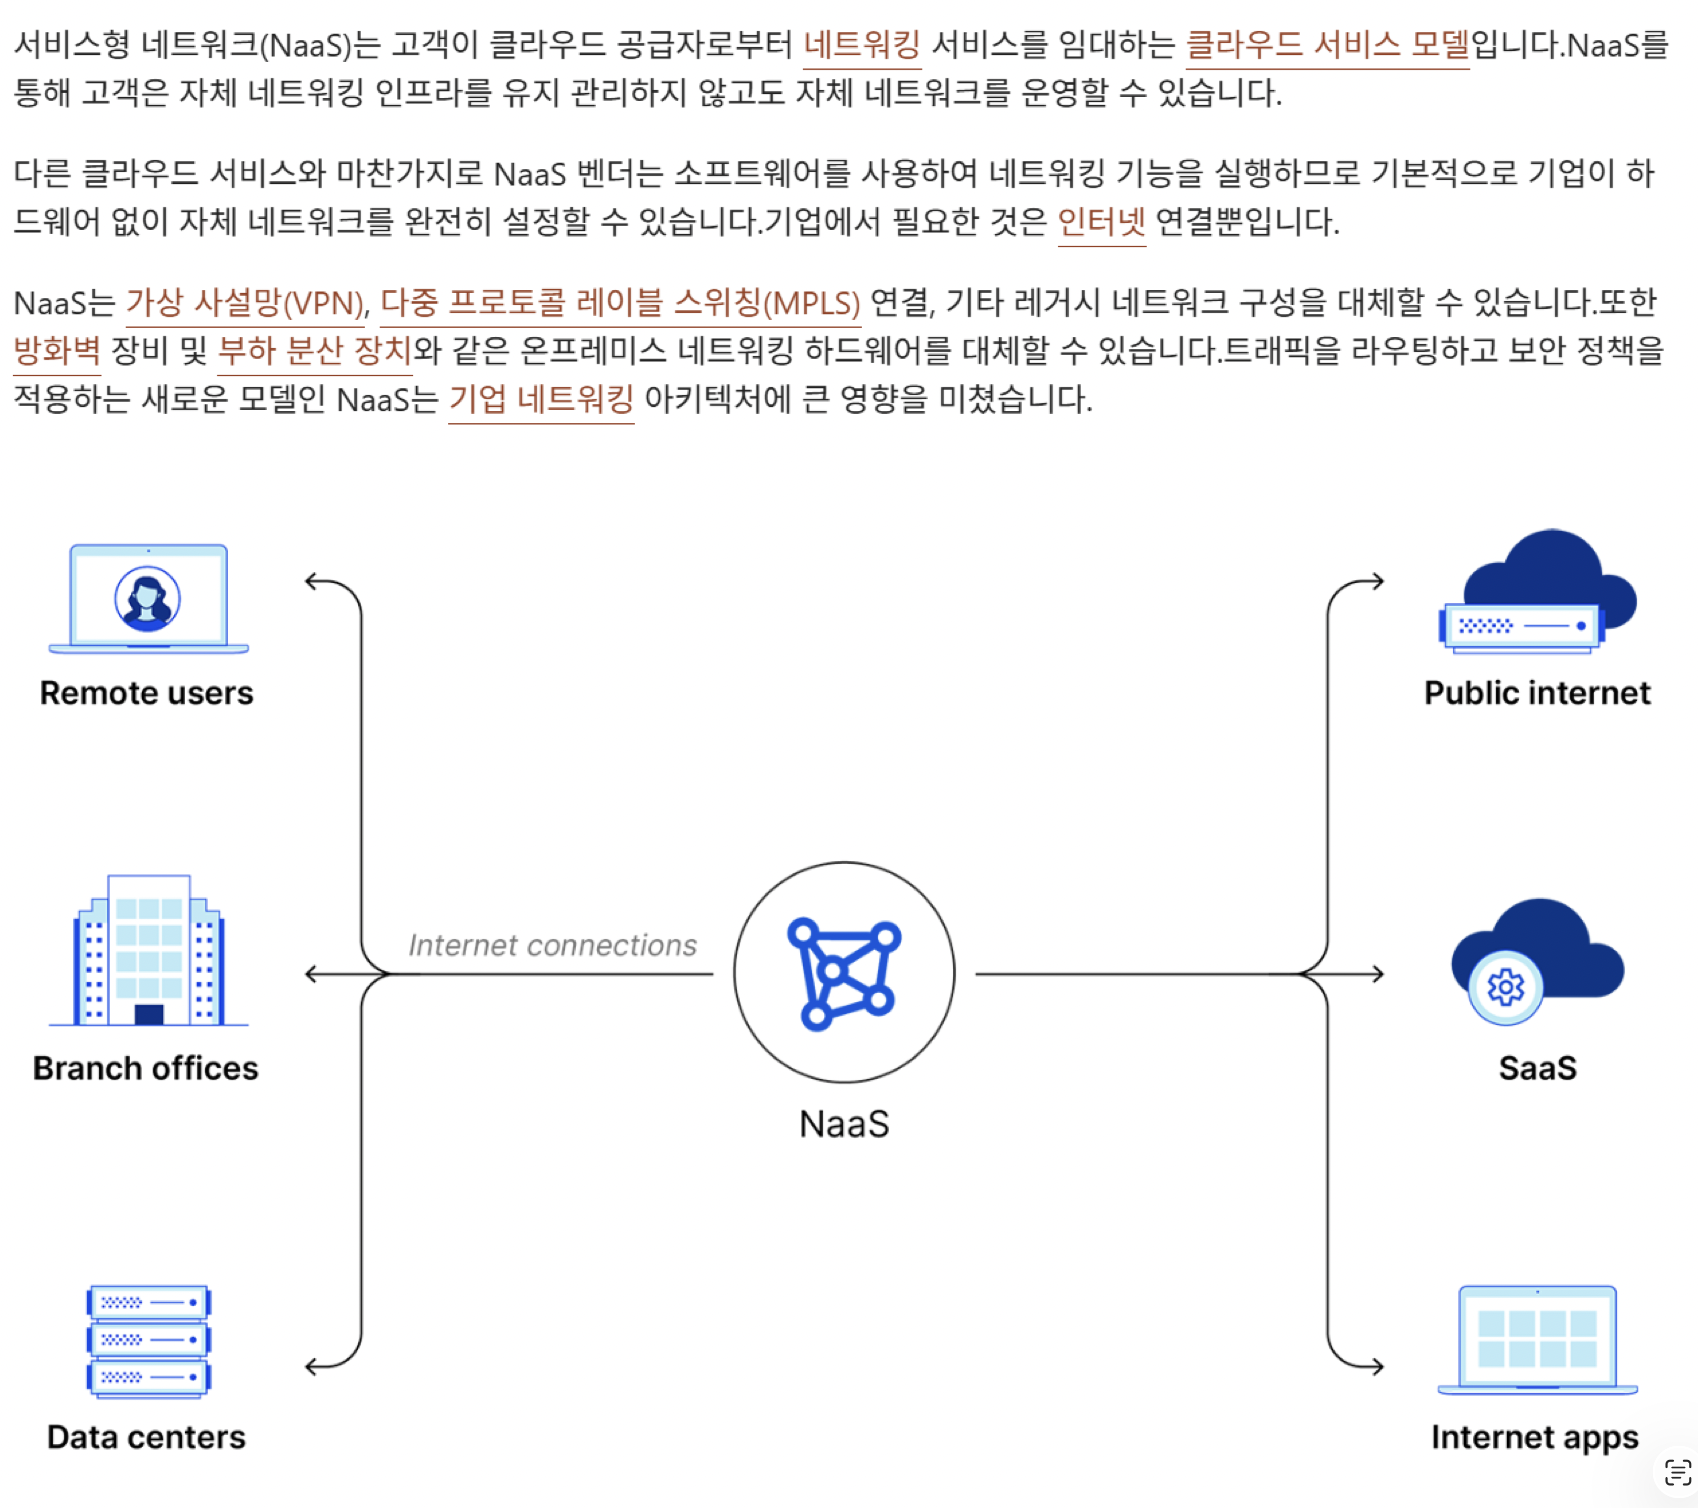 서비스형 네트워크(NaaS)는 고객이 클라우드 공급자로부터 네트워킹 서비스를 임대하는 클라우드 서비스 모델입니다.NaaS를
통해 고객은 자체 네트워킹 인프라를 유지 관리하지 않고도 자체 네트워크를 운영할 수 있습니다.
다른 클라우드 서비스와 마찬가지로 NaaS 벤더는 소프트웨어를 사용하여 네트워킹 기능을 실행하므로 기본적으로 기업이 하
드웨어 없이 자체 네트워크를 완전히 설정할 수 있습니다.기업에서 필요한 것은 인터넷 연결뿐입니다.
NaaS는 가상 사설망(VPN), 다중 프로토콜 레이블 스위칭(MPLS) 연결, 기타 레거시 네트워크 구성을 대체할 수 있습니다.또한
방화벽 장비 및 부하 분산 장치와 같은 온프레미스 네트워킹 하드웨어를 대체할 수 있습니다.트래픽을 라우팅하고 보안 정책을
적용하는 새로운 모델인 NaaS는 기업 네트워킹 아키텍처에 큰 영향을 미쳤습니다.
Remote users
Public internet
Internet connections
Branch offices
SaaS
NaaS
Data centers
Internet apps